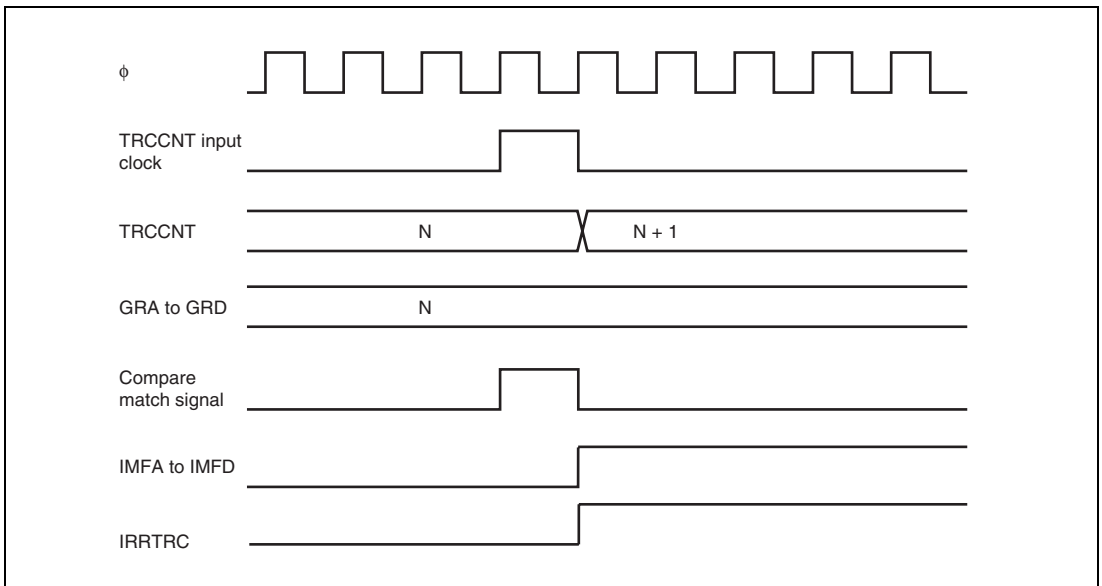 ϕ
TRCCNT input
clock
TRCCNT
N
N + 1
GRA to GRD
N
Compare
match signal
IMFA to IMFD
IRRTRC